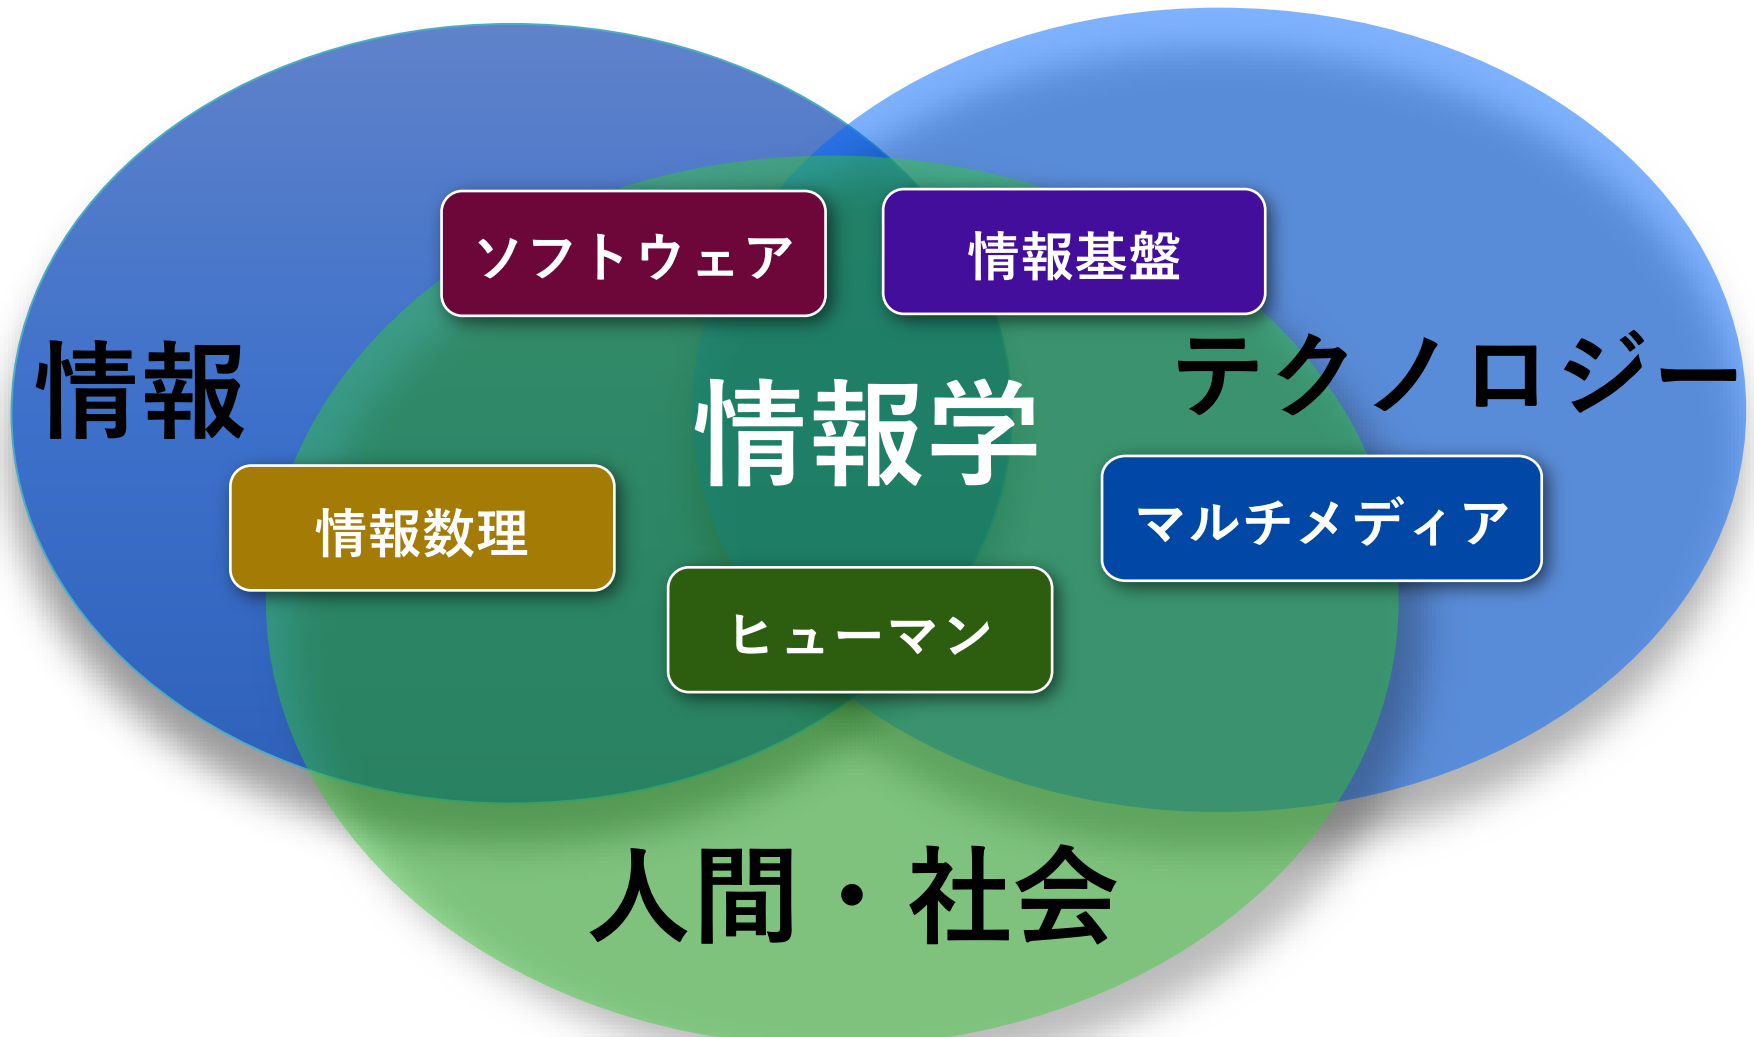 ソフトウェア
情報基盤
情報
テクノロジー
情報学
情報数理
マルチメディア
ヒューマン
人間・社会